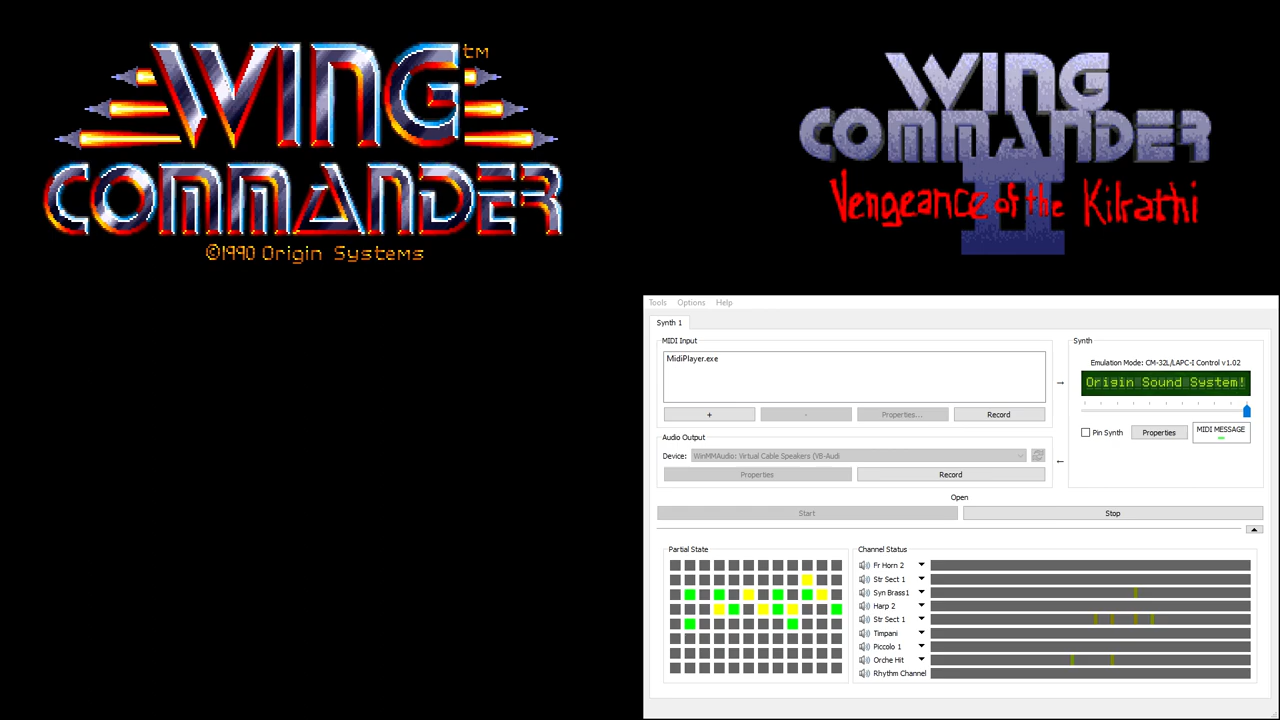 WING
COMMANDER
TM
©1990 Origin Systems
WING
COMMANDER
II
Vengeance of the Kilrathi
Tools Options Help
Synth 1
MIDI Input
MidiPlayer.exe
+ - Properties... Record
Audio Output
Device: WinMMAudio: Virtual Cable Speakers (VB-Audi
Properties Record
Synth
Emulation Mode: CM-32L/LAPC-I Control v1.02
Origin Sound System!
Pin Synth Properties MIDI MESSAGE
Open
Start Stop
Partial State
Channel Status
Fr Horn 2
Str Sect 1
Syn Brass1
Harp 2
Str Sect 1
Timpani
Piccolo 1
Orche Hit
Rhythm Channel